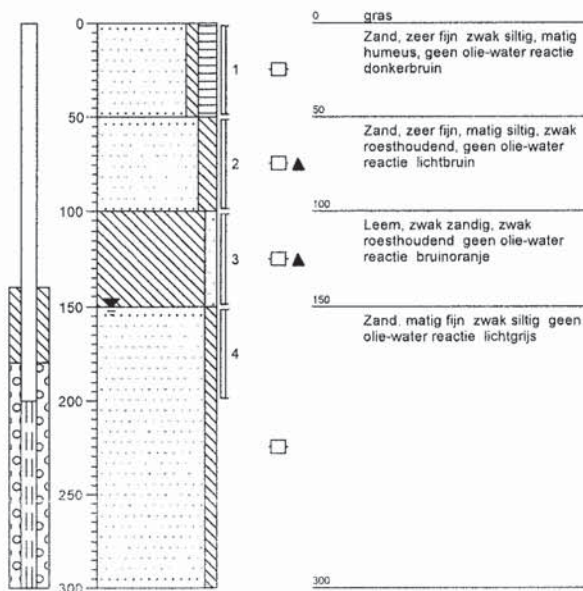 0
50
100
150
200
250
300
1
2
3
4
0 gras
Zand, zeer fijn zwak siltig, matig
humeus, geen olie-water reactie
donkerbruin
50
Zand, zeer fijn, matig siltig, zwak
roesthoudend, geen olie-water
reactie lichtbruin
100
Leem, zwak zandig, zwak
roesthoudend geen olie-water
reactie bruinoranje
150
Zand, matig fijn zwak siltig geen
olie-water reactie lichtgrijs
300